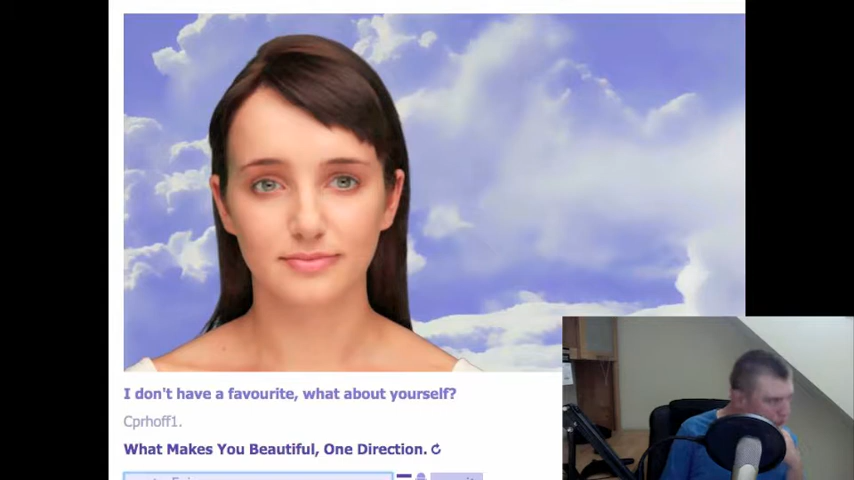 I don't have a favourite, what about yourself?
Cprhoff1.
What Makes You Beautiful, One Direction.